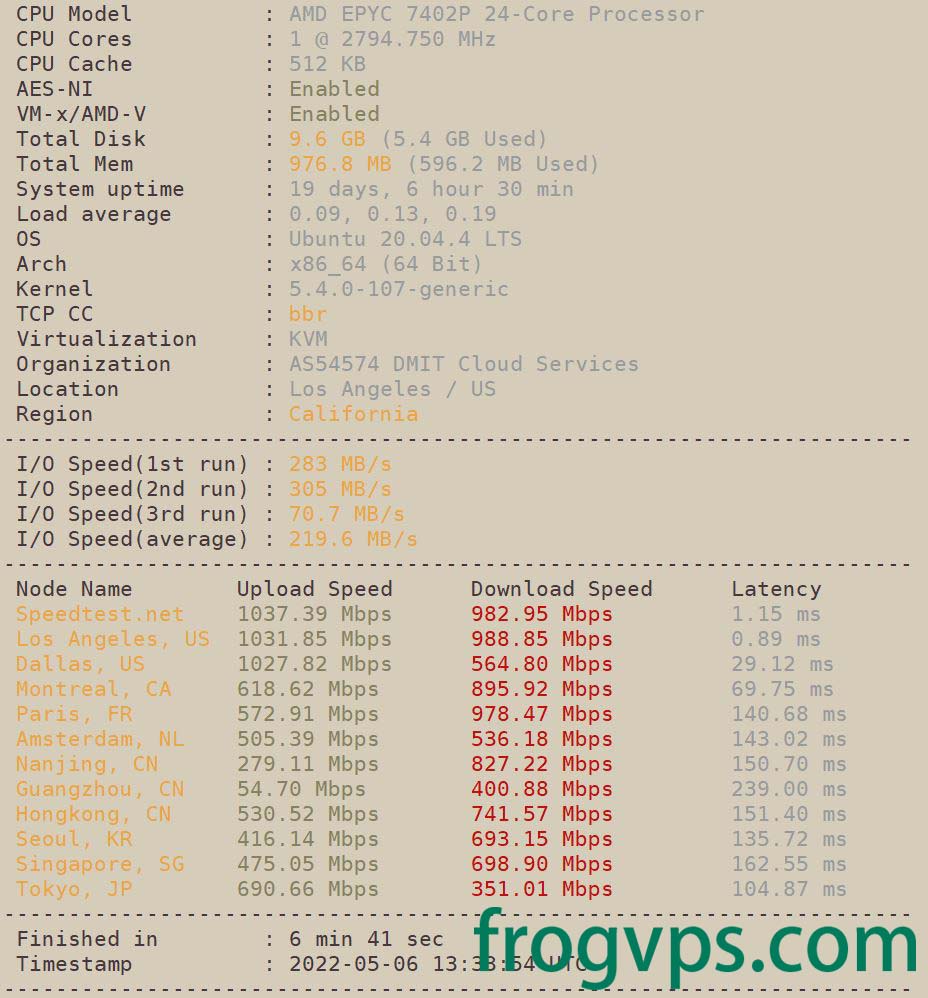 CPU Model : AMD EPYC 7402P 24-Core Processor
CPU Cores : 1 @ 2794.750 MHz
CPU Cache : 512 KB
AES-NI : Enabled
VM-x/AMD-V : Enabled
Total Disk : 9.6 GB (5.4 GB Used)
Total Mem : 976.8 MB (596.2 MB Used)
System uptime : 19 days, 6 hour 30 min
Load average : 0.09, 0.13, 0.19
OS : Ubuntu 20.04.4 LTS
Arch : x86_64 (64 Bit)
Kernel : 5.4.0-107-generic
TCP CC : bbr
Virtualization : KVM
Organization : AS54574 DMIT Cloud Services
Location : Los Angeles / US
Region : California
----------------------------------------------------------------------
I/O Speed(1st run) : 283 MB/s
I/O Speed(2nd run) : 305 MB/s
I/O Speed(3rd run) : 70.7 MB/s
I/O Speed(average) : 219.6 MB/s
----------------------------------------------------------------------
Node Name Upload Speed Download Speed Latency
Speedtest.net 1037.39 Mbps 982.95 Mbps 1.15 ms
Los Angeles, US 1031.85 Mbps 988.85 Mbps 0.89 ms
Dallas, US 1027.82 Mbps 564.80 Mbps 29.12 ms
Montreal, CA 618.62 Mbps 895.92 Mbps 69.75 ms
Paris, FR 572.91 Mbps 978.47 Mbps 140.68 ms
Amsterdam, NL 505.39 Mbps 536.18 Mbps 143.02 ms
Nanjing, CN 279.11 Mbps 827.22 Mbps 150.70 ms
Guangzhou, CN 54.70 Mbps 400.88 Mbps 239.00 ms
Hongkong, CN 530.52 Mbps 741.57 Mbps 151.40 ms
Seoul, KR 416.14 Mbps 693.15 Mbps 135.72 ms
Singapore, SG 475.05 Mbps 698.90 Mbps 162.55 ms
Tokyo, JP 690.66 Mbps 351.01 Mbps 104.87 ms
----------------------------------------------------------------------
Finished in : 6 min 41 sec
Timestamp : 2022-05-06 13:33:54 UTC
----------------------------------------------------------------------
frogvps.com